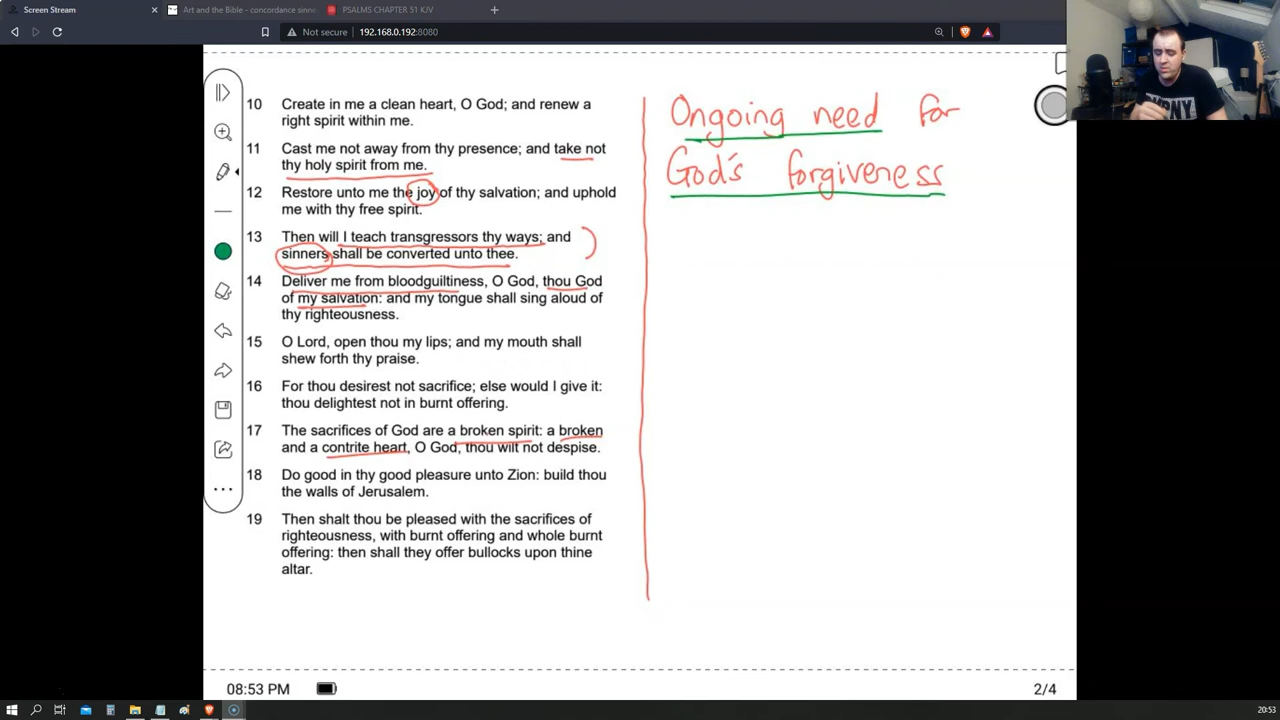 Screen Stream
Art and the Bible - concordance sinne
PSALMS CHAPTER 51 KJV
Not secure
192.168.0.192:8080
10 Create in me a clean heart, O God; and renew a
right spirit within me.
11 Cast me not away from thy presence; and take not
thy holy spirit from me.
12 Restore unto me the joy of thy salvation; and uphold
me with thy free spirit.
13 Then will I teach transgressors thy ways; and
sinners shall be converted unto thee.
14 Deliver me from bloodguiltiness, O God, thou God
of my salvation: and my tongue shall sing aloud of
thy righteousness.
15 O Lord, open thou my lips; and my mouth shall
shew forth thy praise.
16 For thou desirest not sacrifice; else would I give it:
thou delightest not in burnt offering.
17 The sacrifices of God are a broken spirit: a broken
and a contrite heart, O God, thou wilt not despise.
18 Do good in thy good pleasure unto Zion: build thou
the walls of Jerusalem.
19 Then shalt thou be pleased with the sacrifices of
righteousness, with burnt offering and whole burnt
offering: then shall they offer bullocks upon thine
altar.
Ongoing need for
God's forgiveness
08:53 PM
2/4
20:53